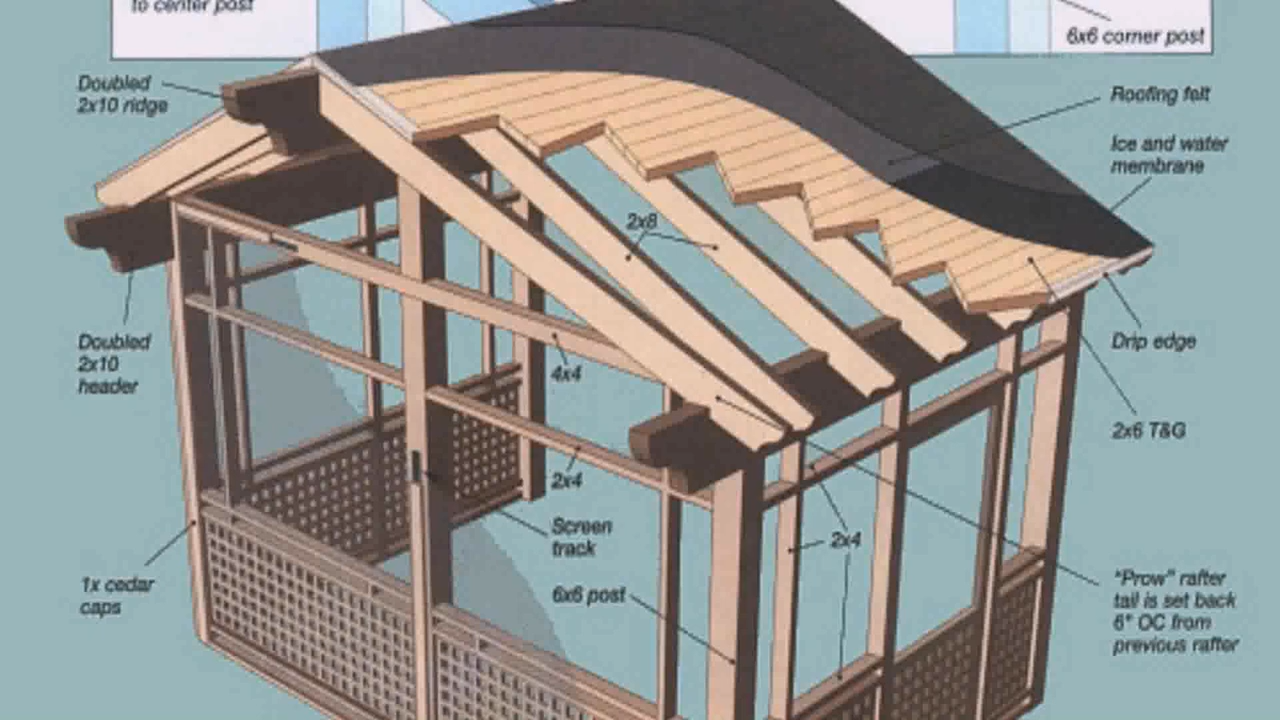 to center post
6x6 corner post
Doubled
2x10 ridge
Roofing felt
Ice and water
membrane
2x8
Doubled
2x10
header
Drip edge
4x4
2x6 T&G
2x4
Screen
track
2x4
1x cedar
caps
6x6 post
"Prow" rafter
tail is set back
6" OC from
previous rafter